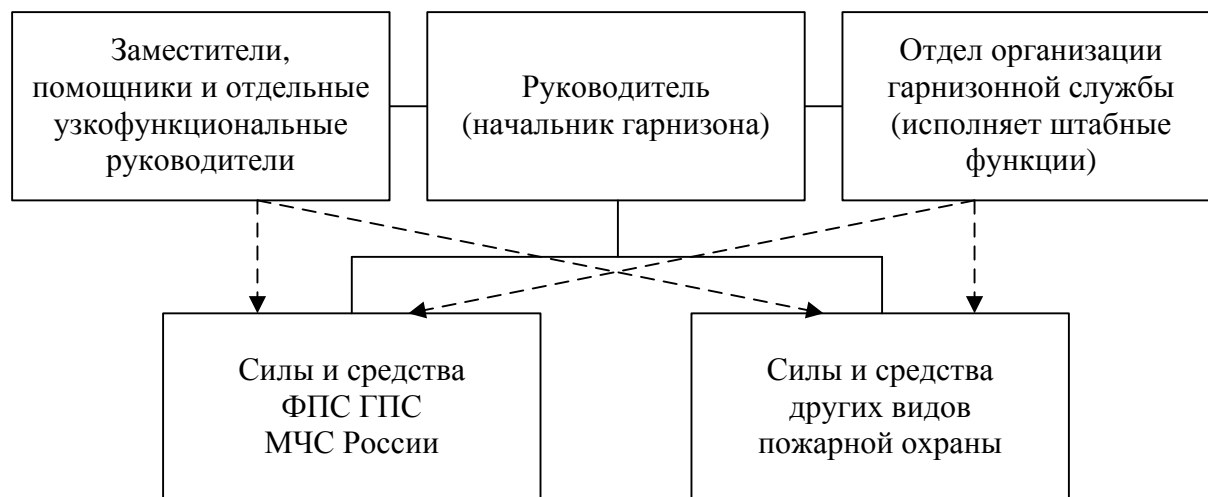 Заместители,
помощники и отдельные
узкофункциональные
руководители
Руководитель
(начальник гарнизона)
Отдел организации
гарнизонной службы
(исполняет штабные
функции)
Силы и средства
ФПС ГПС
МЧС России
Силы и средства
других видов
пожарной охраны